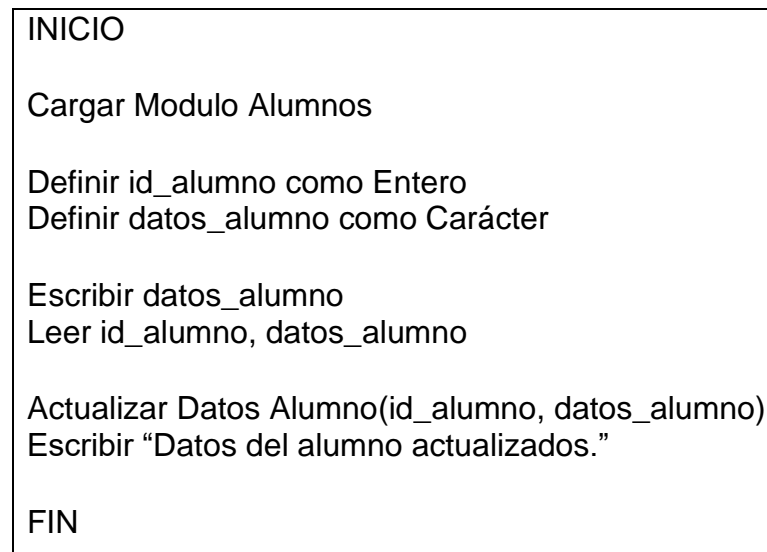 INICIO
Cargar Modulo Alumnos
Definir id_alumno como Entero
Definir datos_alumno como Carácter
Escribir datos_alumno
Leer id_alumno, datos_alumno
Actualizar Datos Alumno(id_alumno, datos_alumno)
Escribir “Datos del alumno actualizados.”
FIN